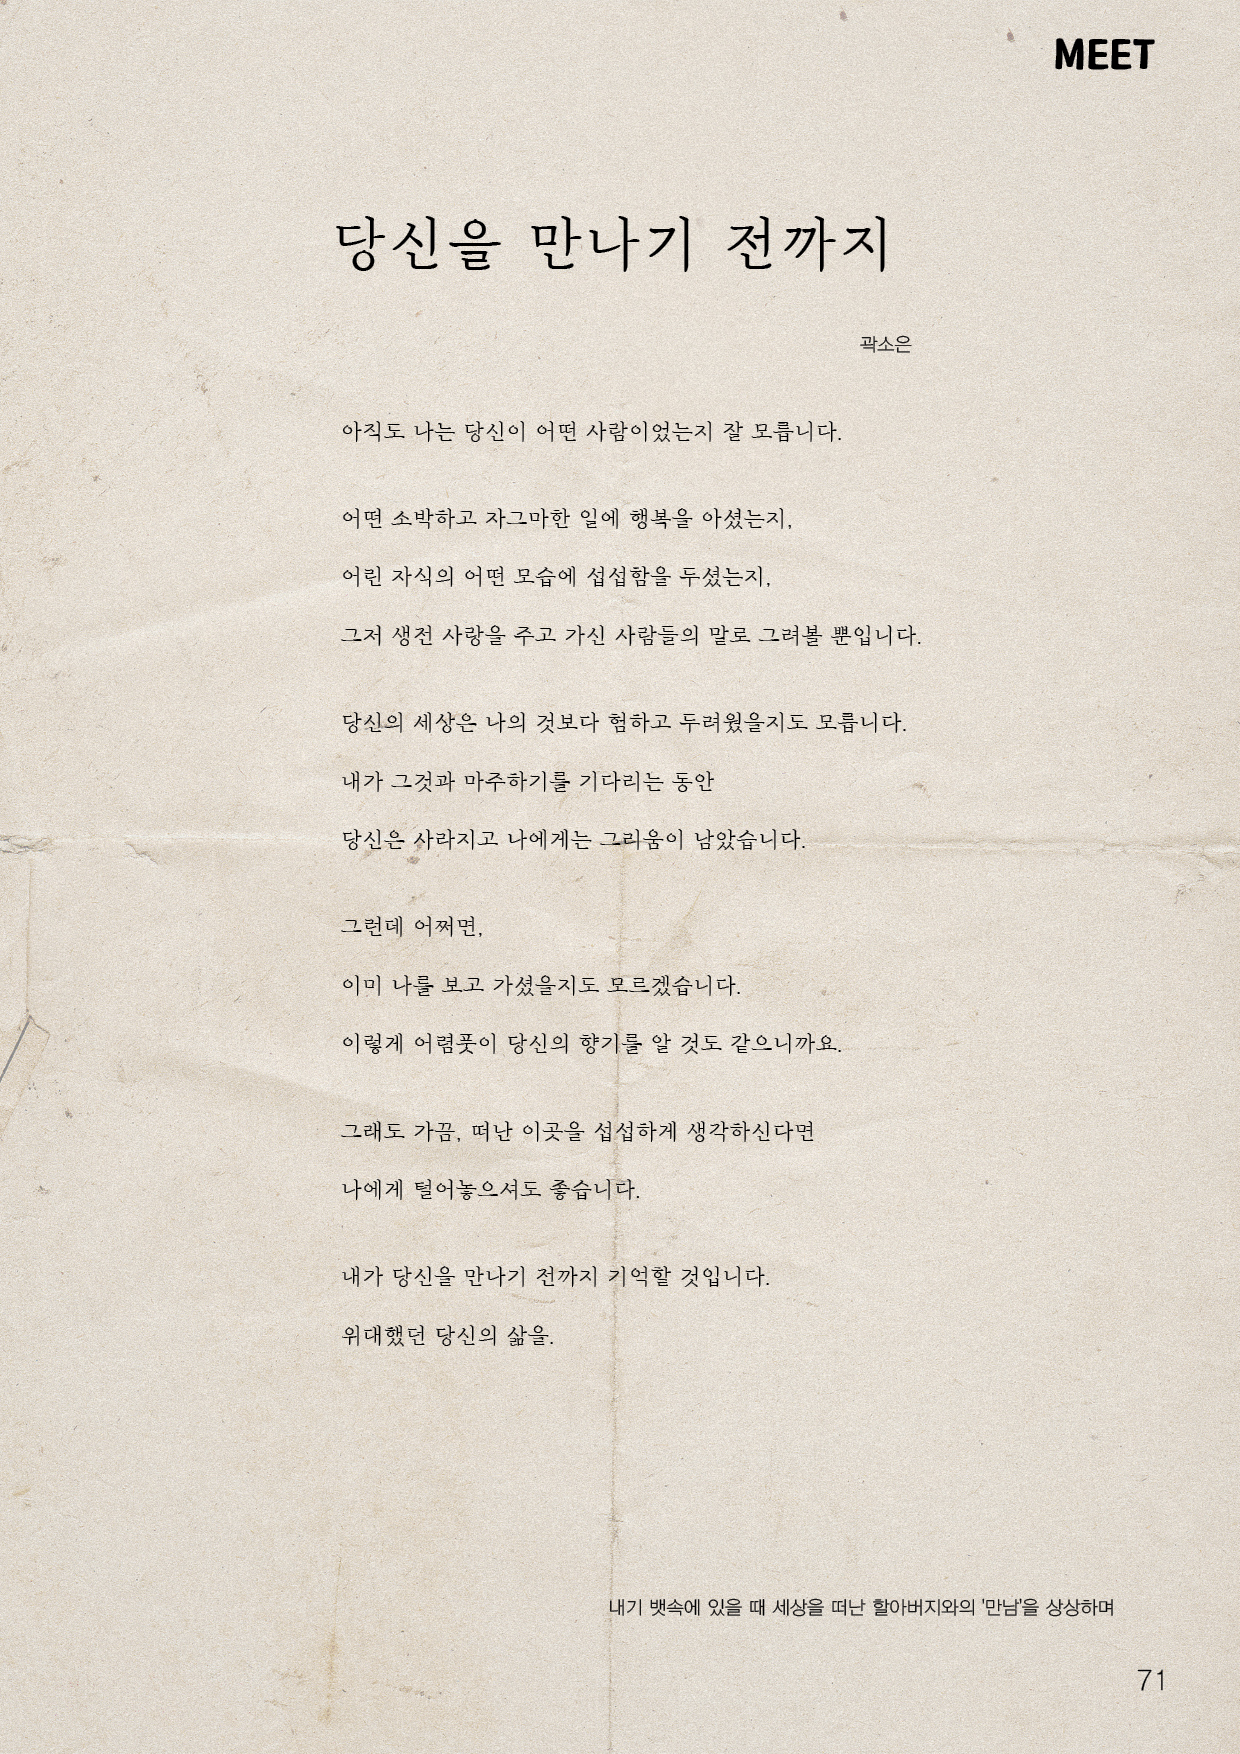 MEET
당신을 만나기 전까지
곽소은
아직도 나는 당신이 어떤 사람이었는지 잘 모릅니다.
어떤 소박하고 자그마한 일에 행복을 아셨는지,
어린 자식의 어떤 모습에 섭섭함을 두셨는지,
그저 생전 사랑을 주고 가신 사람들의 말로 그려볼 뿐입니다.
당신의 세상은 나의 것보다 험하고 두려웠을지도 모릅니다.
내가 그것과 마주하기를 기다리는 동안
당신은 사라지고 나에게는 그리움이 남았습니다.
그런데 어쩌면,
이미 나를 보고 가셨을지도 모르겠습니다.
이렇게 어렴풋이 당신의 향기를 알 것도 같으니까요.
그래도 가끔, 떠난 이곳을 섭섭하게 생각하신다면
나에게 털어놓으셔도 좋습니다.
내가 당신을 만나기 전까지 기억할 것입니다.
위대했던 당신의 삶을.
내기 뱃속에 있을 때 세상을 떠난 할아버지와의 '만남'을 상상하며
71